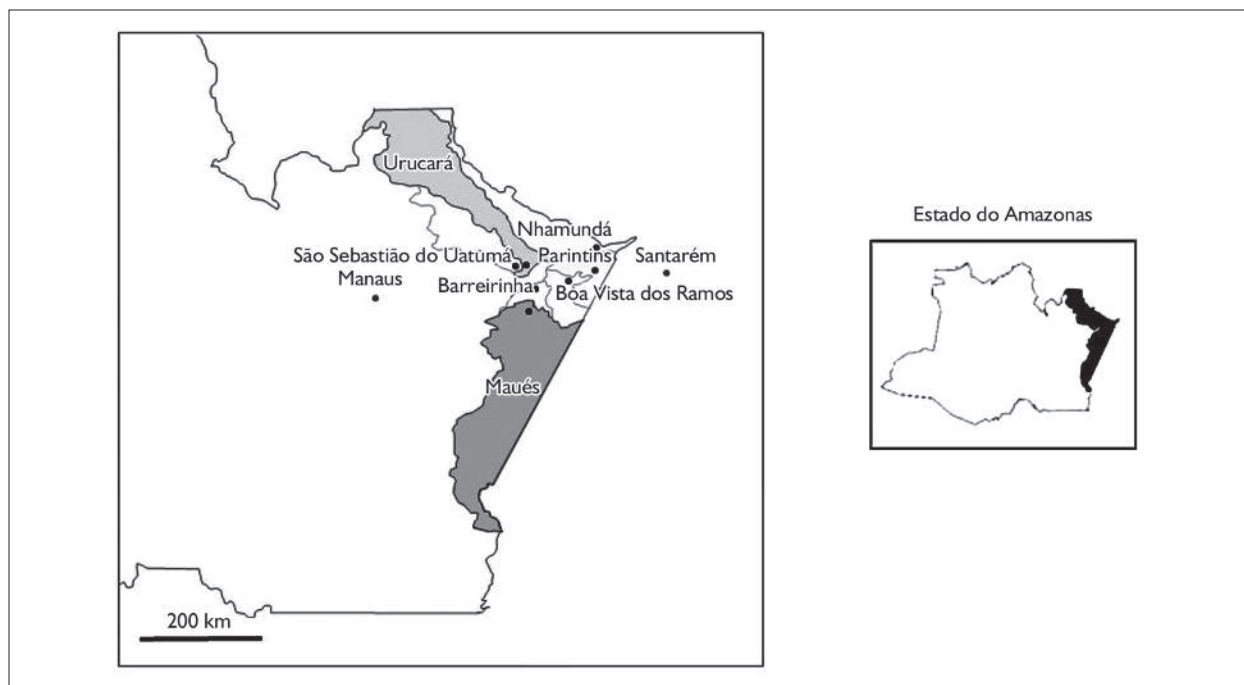 Urucará
Nhamundá
São Sebastião do Uatumá
Parintins
Santarém
Manaus
Barreirinha
Boa Vista dos Ramos
Maués
200 km
Estado do Amazonas